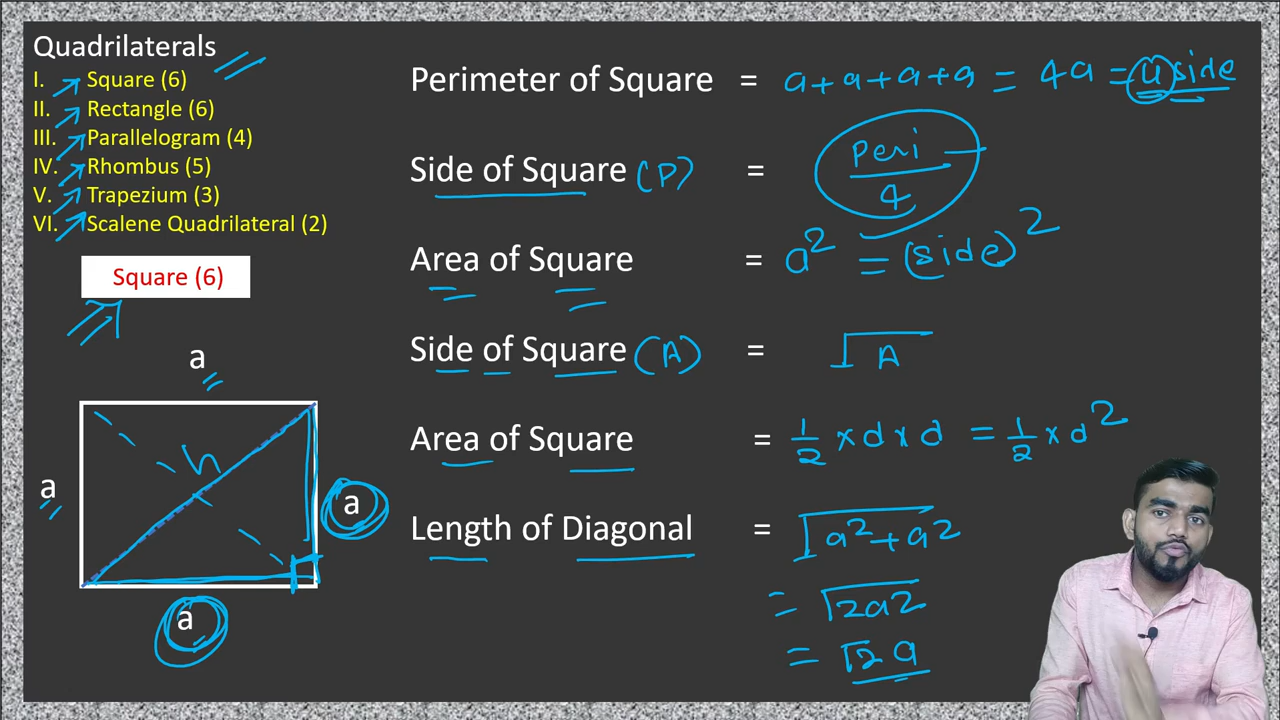 Quadrilaterals
I. Square (6)
II. Rectangle (6)
III. Parallelogram (4)
IV. Rhombus (5)
V. Trapezium (3)
VI. Scalene Quadrilateral (2)
Square (6)
a
a
h
a
a
Perimeter of Square = a+a+a+a = 4a = 4side
Side of Square (P) = Peri/4
Area of Square = a² = (side)²
Side of Square (A) = √A
Area of Square = 1/2 × d × d = 1/2 × d²
Length of Diagonal = √a²+a²
= √2a²
= √2 a